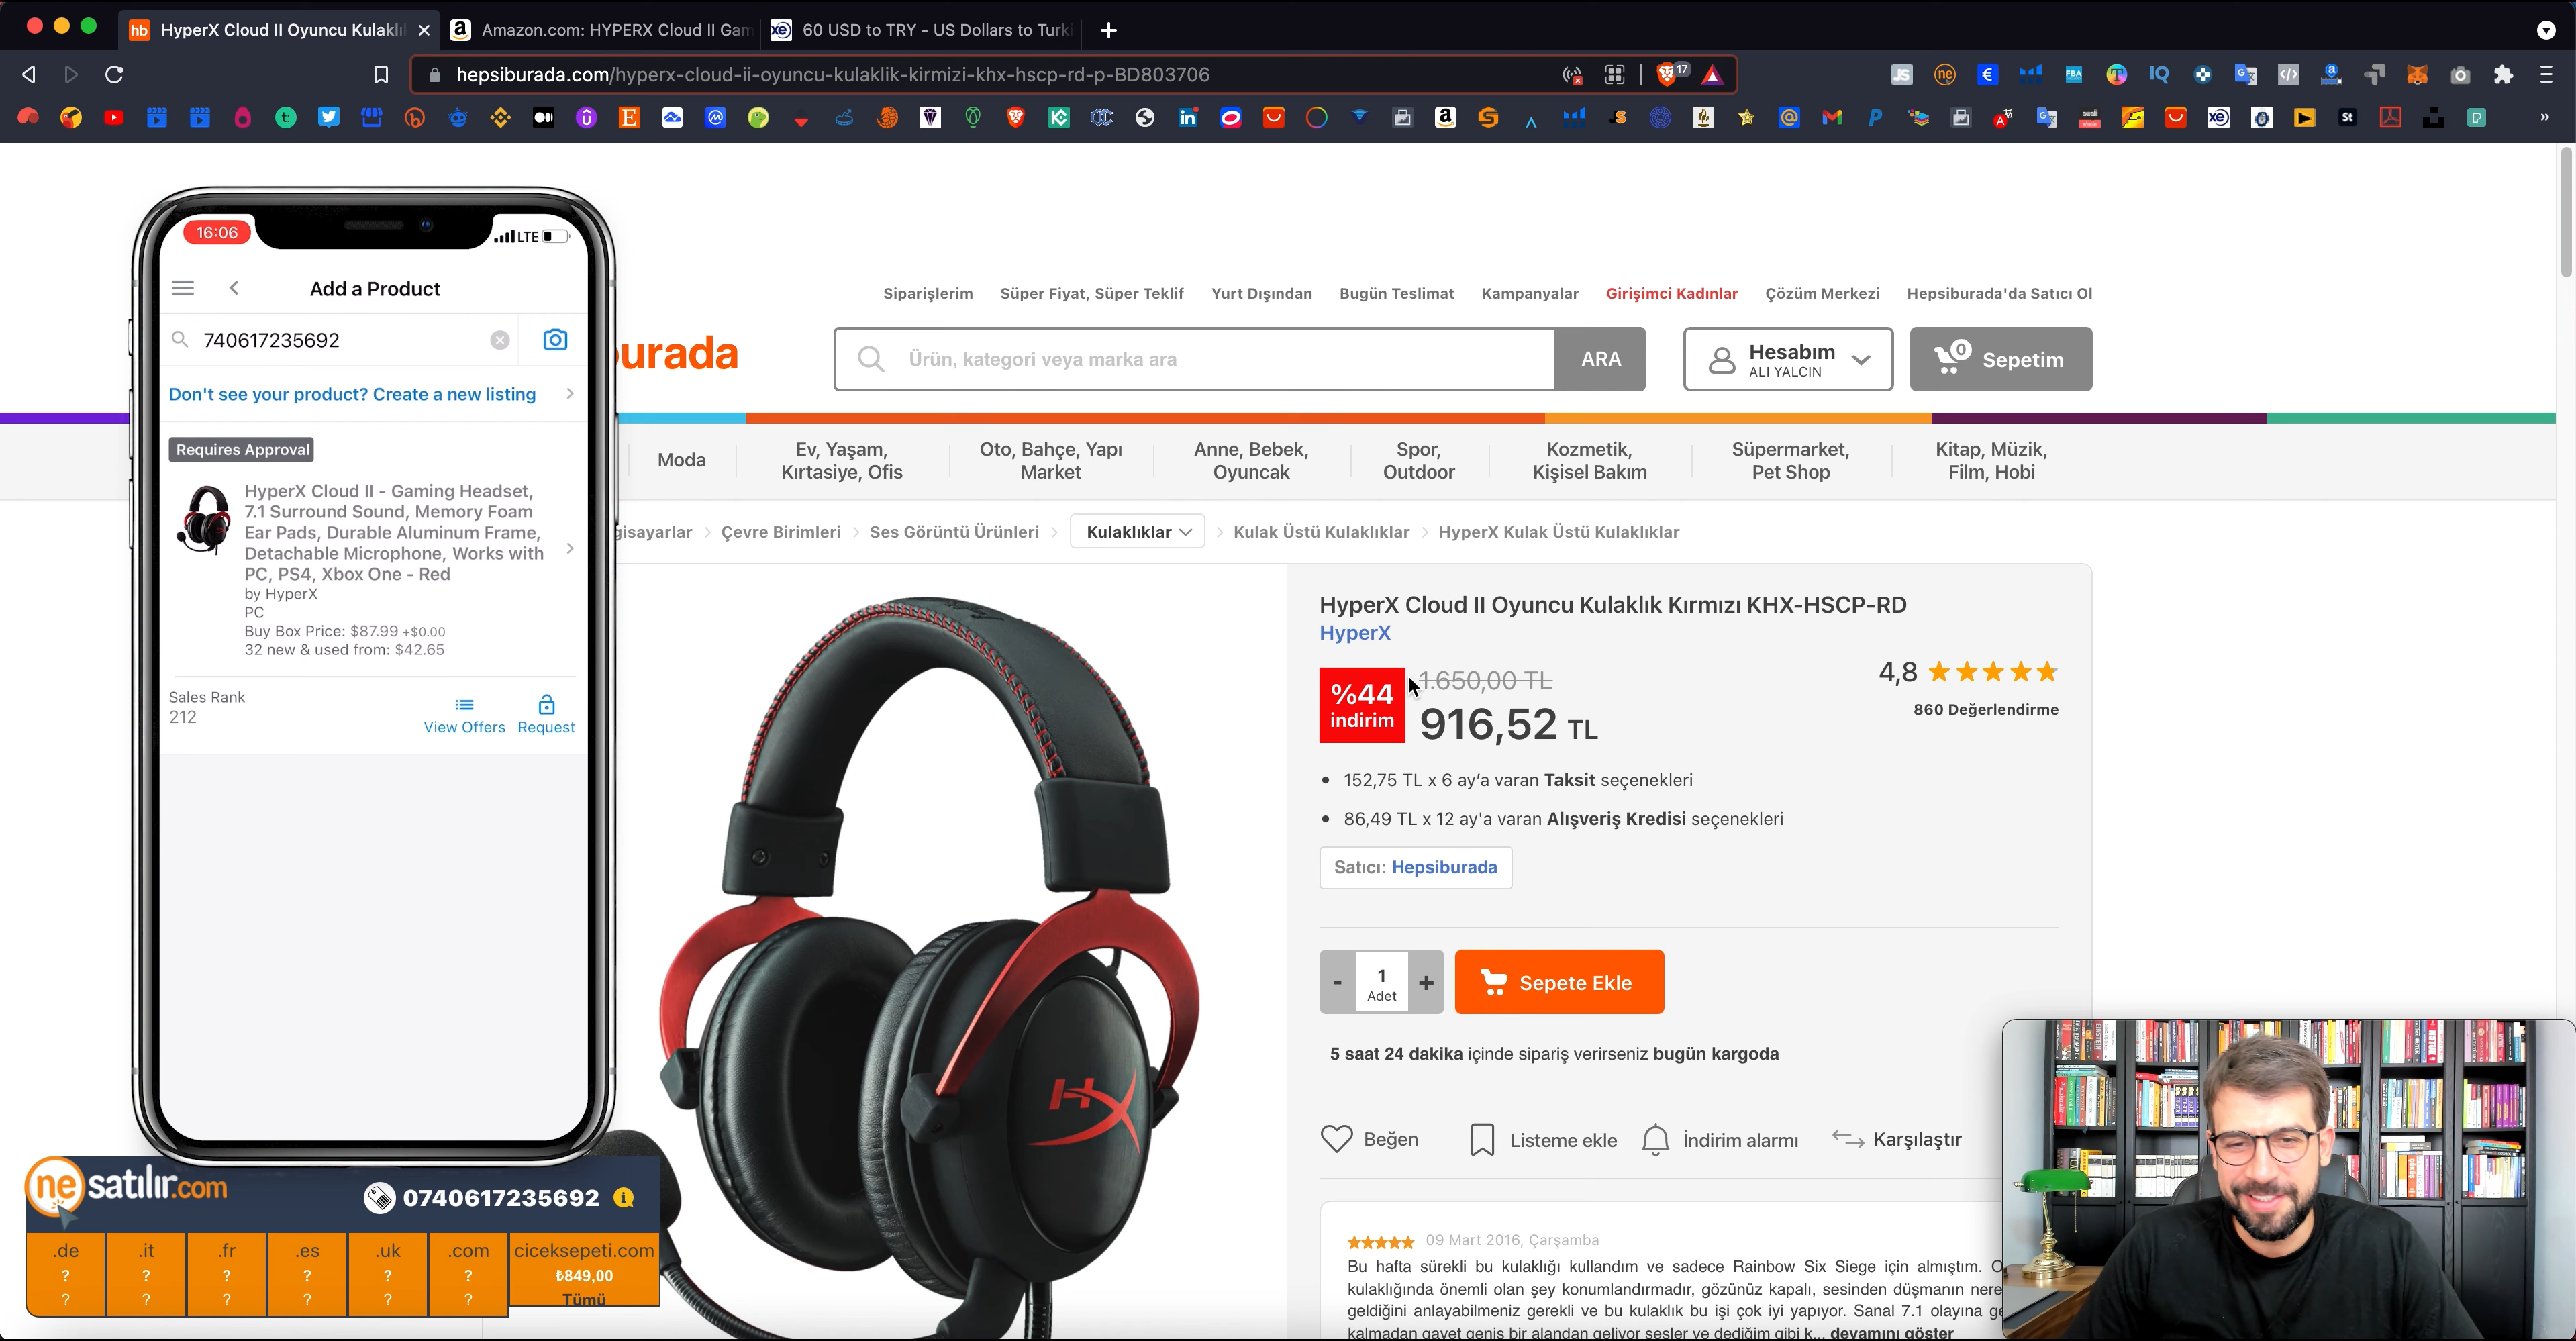 HyperX Cloud II Oyuncu Kulaklı
Amazon.com: HYPERX Cloud II Gam
60 USD to TRY - US Dollars to Turki
hepsiburada.com/hyperx-cloud-ii-oyuncu-kulaklik-kirmizi-khx-hscp-rd-p-BD803706
17
16:06
LTE
Add a Product
740617235692
Don't see your product? Create a new listing
Requires Approval
HyperX Cloud II - Gaming Headset,
7.1 Surround Sound, Memory Foam
Ear Pads, Durable Aluminum Frame,
Detachable Microphone, Works with
PC, PS4, Xbox One - Red
by HyperX
PC
Buy Box Price: $87.99 +$0.00
32 new & used from: $42.65
Sales Rank
212
View Offers
Request
Siparişlerim
Süper Fiyat, Süper Teklif
Yurt Dışından
Bugün Teslimat
Kampanyalar
Girişimci Kadınlar
Çözüm Merkezi
Hepsiburada'da Satıcı Ol
burada
Ürün, kategori veya marka ara
ARA
Hesabım
ALI YALCIN
0
Sepetim
Moda
Ev, Yaşam,
Kırtasiye, Ofis
Oto, Bahçe, Yapı
Market
Anne, Bebek,
Oyuncak
Spor,
Outdoor
Kozmetik,
Kişisel Bakım
Süpermarket,
Pet Shop
Kitap, Müzik,
Film, Hobi
gisayarlar
Çevre Birimleri
Ses Görüntü Ürünleri
Kulaklıklar
Kulak Üstü Kulaklıklar
HyperX Kulak Üstü Kulaklıklar
HyperX Cloud II Oyuncu Kulaklık Kırmızı KHX-HSCP-RD
HyperX
%44
indirim
1.650,00 TL
916,52 TL
4,8
860 Değerlendirme
152,75 TL x 6 ay'a varan Taksit seçenekleri
86,49 TL x 12 ay'a varan Alışveriş Kredisi seçenekleri
Satıcı: Hepsiburada
- 1 +
Adet
Sepete Ekle
5 saat 24 dakika içinde sipariş verirseniz bugün kargoda
Beğen
Listeme ekle
İndirim alarmı
Karşılaştır
09 Mart 2016, Çarşamba
Bu hafta sürekli bu kulaklığı kullandım ve sadece Rainbow Six Siege için almıştım. O
kulaklığında önemli olan şey konumlandırmadır, gözünüz kapalı, sesinden düşmanın nere
geldiğini anlayabilmeniz gerekli ve bu kulaklık bu işi çok iyi yapıyor. Sanal 7.1 olayına ge
kalmadan gayet geniş bir alandan geliyor sesler ve dediğim gibi k... devamını göster
HX
ne satılır.com
0740617235692
.de
?
?
.it
?
?
.fr
?
?
.es
?
?
.uk
?
?
.com
?
?
ciceksepeti.com
₺849,00
Tümü